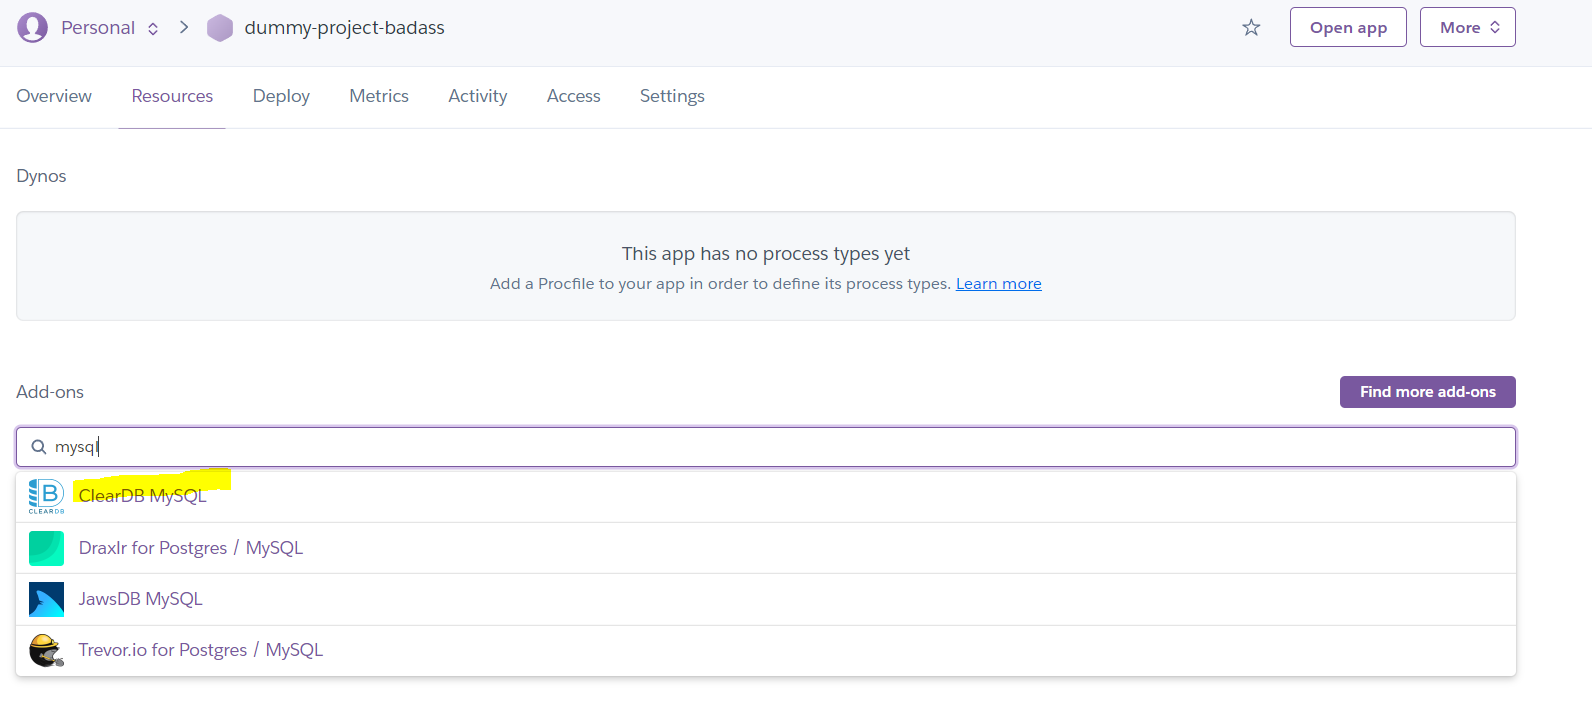 Personal dummy-project-badass Open app More
Overview Resources Deploy Metrics Activity Access Settings
Dynos
This app has no process types yet
Add a Procfile to your app in order to define its process types. Learn more
Add-ons Find more add-ons
mysql
B ClearDB MySQL
CLEARDB
Draxlr for Postgres / MySQL
JawsDB MySQL
Trevor.io for Postgres / MySQL